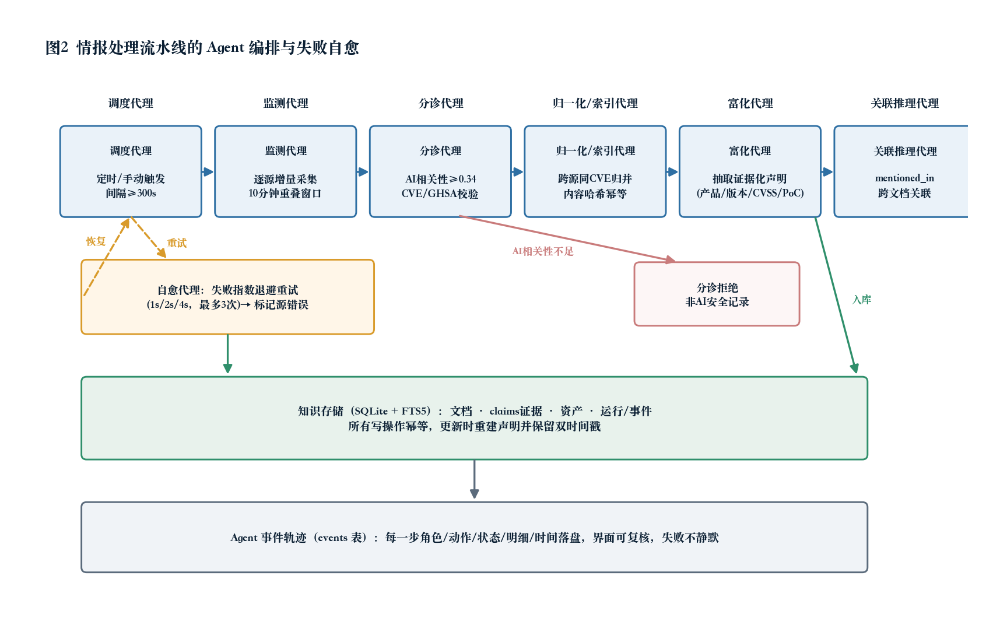 图2 情报处理流水线的 Agent 编排与失败自愈
调度代理
监测代理
分诊代理
归一化/索引代理
富化代理
关联推理代理
调度代理
定时/手动触发
间隔≥300s
监测代理
逐源增量采集
10分钟重叠窗口
分诊代理
AI相关性≥0.34
CVE/GHSA校验
归一化/索引代理
跨源同CVE归并
内容哈希幂等
富化代理
抽取证据化声明
(产品/版本/CVSS/PoC)
关联推理代理
mentioned_in
跨文档关联
恢复
重试
AI相关性不足
自愈代理：失败指数退避重试
(1s/2s/4s，最多3次)→ 标记源错误
分诊拒绝
非AI安全记录
入库
知识存储（SQLite + FTS5）：文档 · claims证据 · 资产 · 运行/事件
所有写操作幂等，更新时重建声明并保留双时间戳
Agent 事件轨迹（events 表）：每一步角色/动作/状态/明细/时间落盘，界面可复核，失败不静默